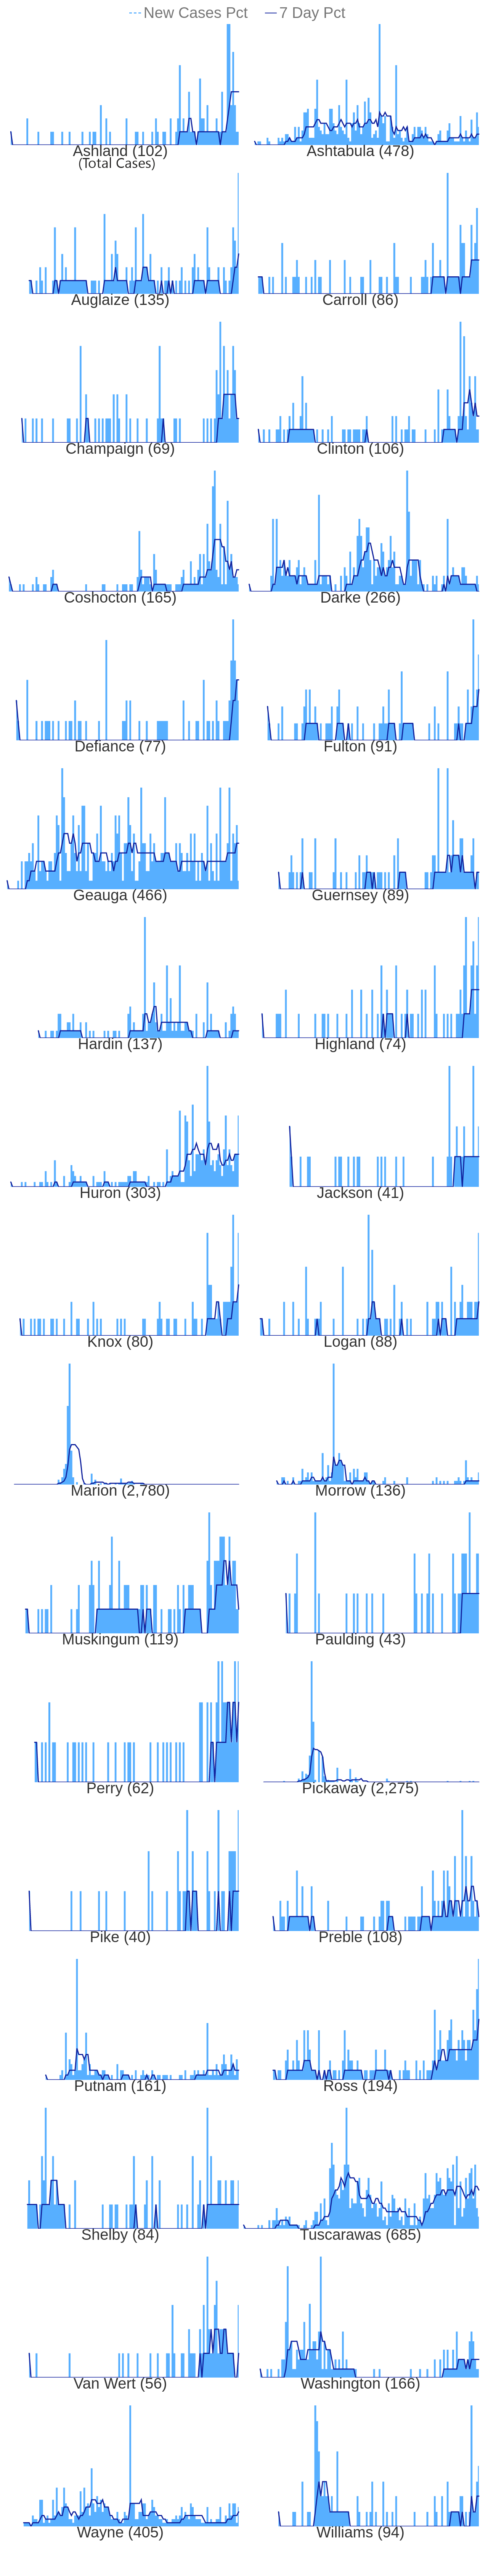 New Cases Pct 7 Day Pct
Ashland (102) Ashtabula (478)
(Total Cases)
Auglaize (135) Carroll (86)
Champaign (69) Clinton (106)
Coshocton (165) Darke (266)
Defiance (77) Fulton (91)
Geauga (466) Guernsey (89)
Hardin (137) Highland (74)
Huron (303) Jackson (41)
Knox (80) Logan (88)
Marion (2,780) Morrow (136)
Muskingum (119) Paulding (43)
Perry (62) Pickaway (2,275)
Pike (40) Preble (108)
Putnam (161) Ross (194)
Shelby (84) Tuscarawas (685)
Van Wert (56) Washington (166)
Wayne (405) Williams (94)